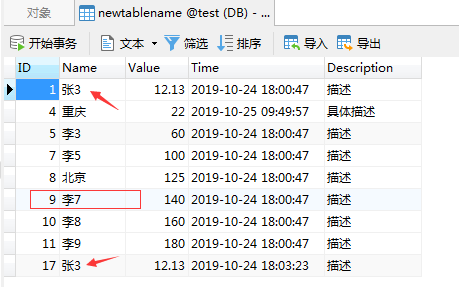 对象 newtablename @test (DB) - ...
开始事务 文本 筛选 排序 导入 导出
ID Name Value Time Description
1 张3 12.13 2019-10-24 18:00:47 描述
4 重庆 22 2019-10-25 09:49:57 具体描述
5 李3 60 2019-10-24 18:00:47 描述
7 李5 100 2019-10-24 18:00:47 描述
8 北京 125 2019-10-24 18:00:47 描述
9 李7 140 2019-10-24 18:00:47 描述
10 李8 160 2019-10-24 18:00:47 描述
11 李9 180 2019-10-24 18:00:47 描述
17 张3 12.13 2019-10-24 18:03:23 描述